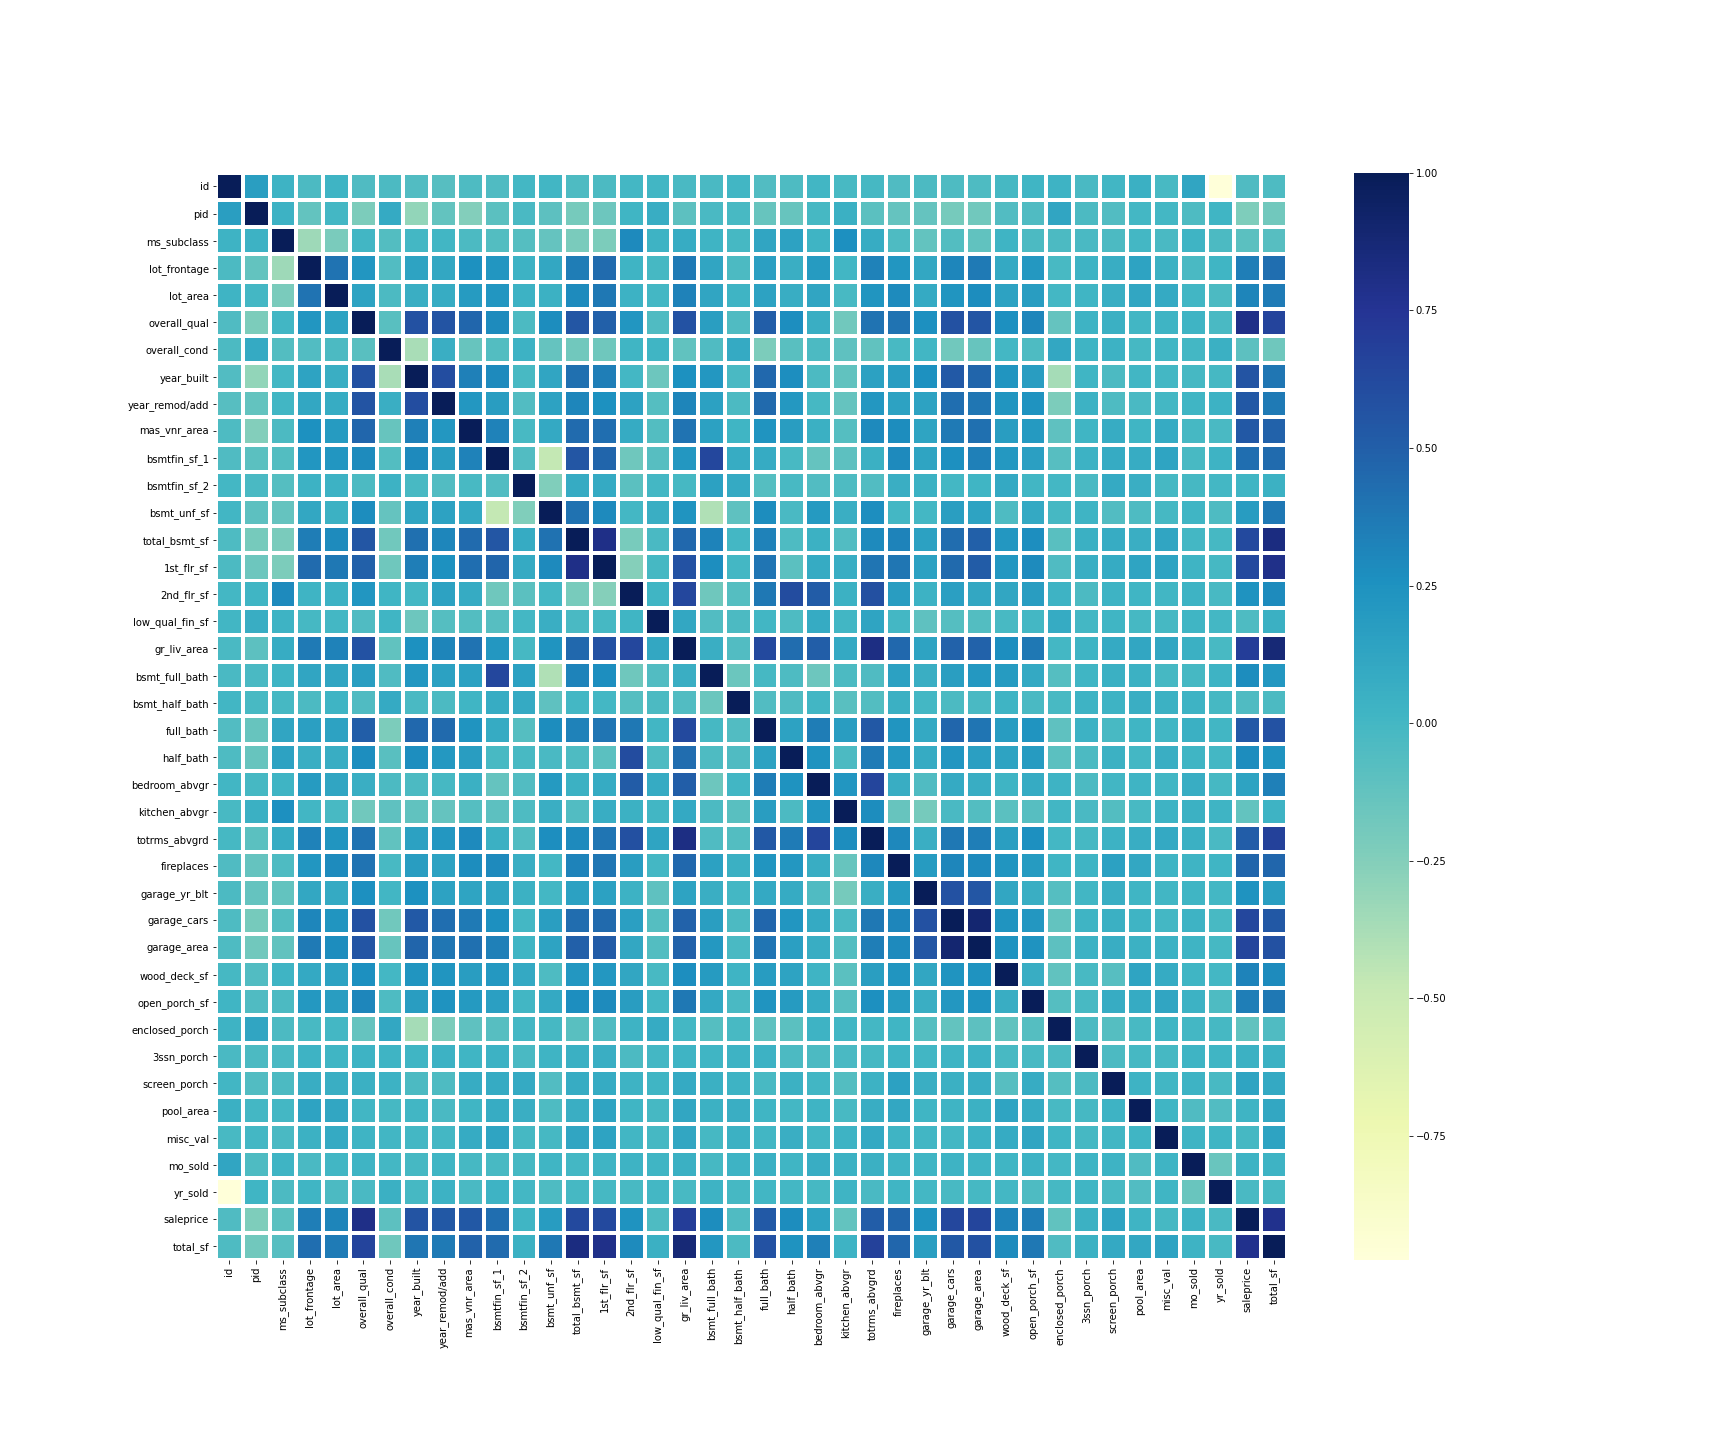 id
pid
ms_subclass
lot_frontage
lot_area
overall_qual
overall_cond
year_built
year_remod/add
mas_vnr_area
bsmtfin_sf_1
bsmtfin_sf_2
bsmt_unf_sf
total_bsmt_sf
1st_flr_sf
2nd_flr_sf
low_qual_fin_sf
gr_liv_area
bsmt_full_bath
bsmt_half_bath
full_bath
half_bath
bedroom_abvgr
kitchen_abvgr
totrms_abvgrd
fireplaces
garage_yr_blt
garage_cars
garage_area
wood_deck_sf
open_porch_sf
enclosed_porch
3ssn_porch
screen_porch
pool_area
misc_val
mo_sold
yr_sold
saleprice
total_sf
id
pid
ms_subclass
lot_frontage
lot_area
overall_qual
overall_cond
year_built
year_remod/add
mas_vnr_area
bsmtfin_sf_1
bsmtfin_sf_2
bsmt_unf_sf
total_bsmt_sf
1st_flr_sf
2nd_flr_sf
low_qual_fin_sf
gr_liv_area
bsmt_full_bath
bsmt_half_bath
full_bath
half_bath
bedroom_abvgr
kitchen_abvgr
totrms_abvgrd
fireplaces
garage_yr_blt
garage_cars
garage_area
wood_deck_sf
open_porch_sf
enclosed_porch
3ssn_porch
screen_porch
pool_area
misc_val
mo_sold
yr_sold
saleprice
total_sf
1.00
0.75
0.50
0.25
0.00
−0.25
−0.50
−0.75